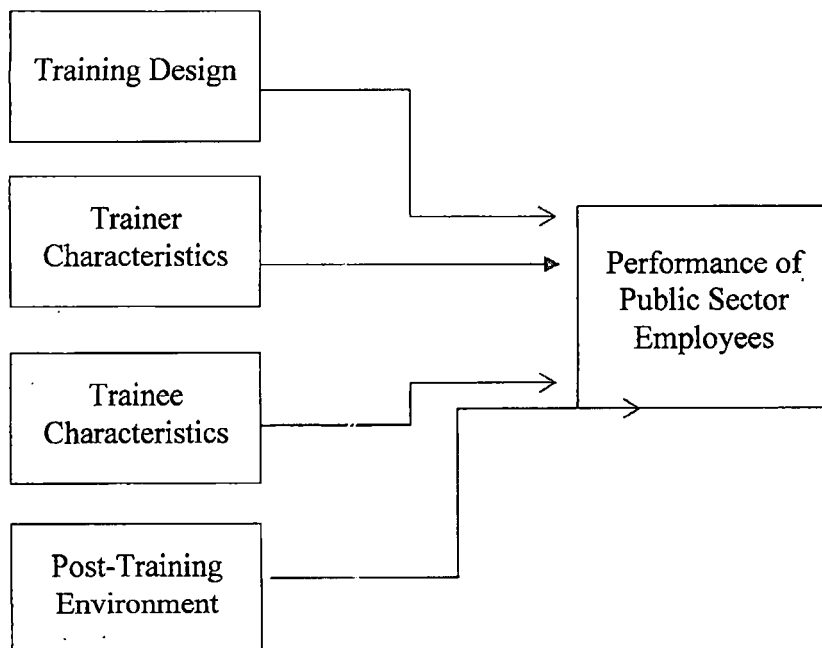 Training Design
Trainer
Characteristics
Trainee
Characteristics
Post-Training
Environment
Performance of
Public Sector
Employees